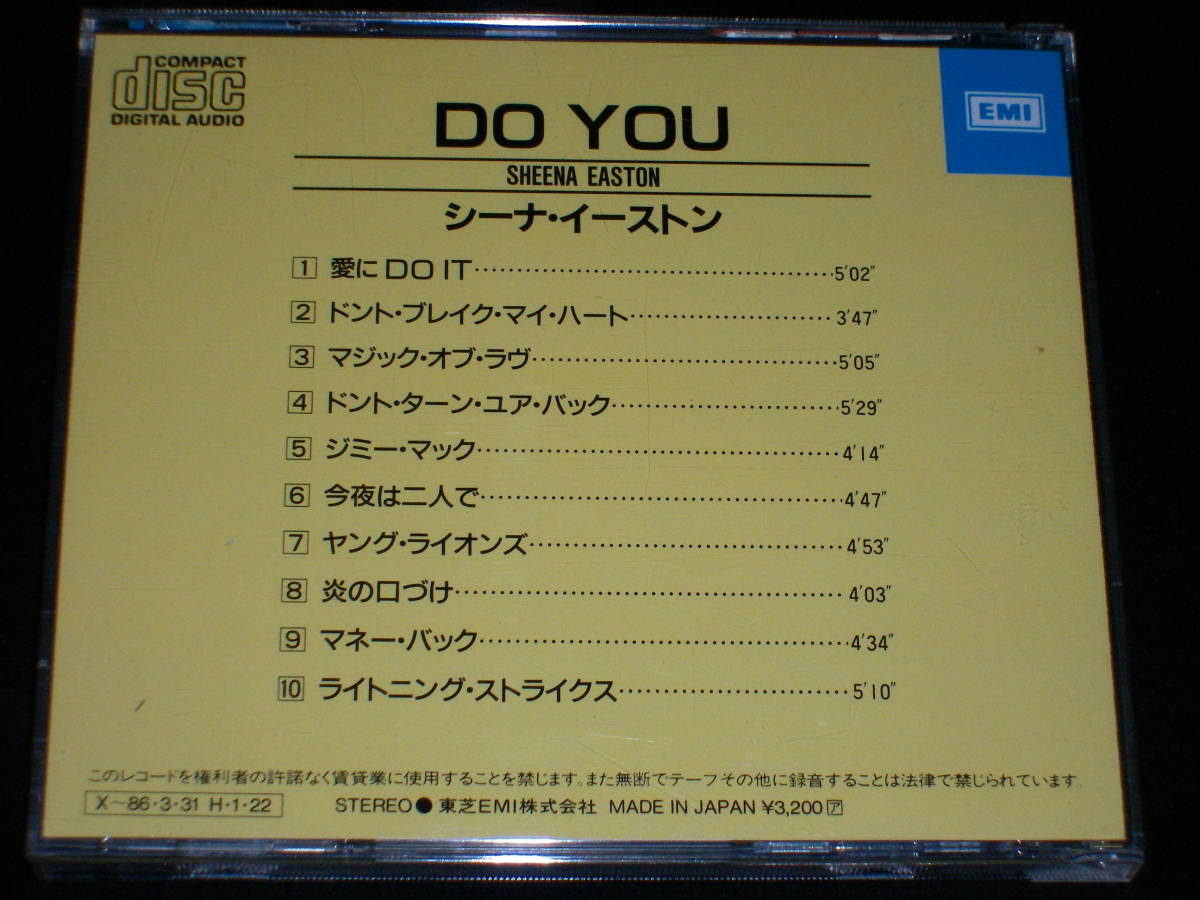 COMPACT
disc
DIGITAL AUDIO
EMI
DO YOU
SHEENA EASTON
シーナ・イーストン
1 愛にDO IT 5'02"
2 ドント・ブレイク・マイ・ハート 3'47"
3 マジック・オブ・ラヴ 5'05"
4 ドント・ターン・ユア・バック 5'29"
5 ジミー・マック 4'14"
6 今夜は二人で 4'47"
7 ヤング・ライオンズ 4'53"
8 炎の口づけ 4'03"
9 マネー・バック 4'34"
10 ライトニング・ストライクス 5'10"
このレコードを権利者の許諾なく賃貸業に使用することを禁じます。また無断でテープその他に録音することは法律で禁じられています。
X〜86・3・31 H・1・22 STEREO● 東芝EMI株式会社 MADE IN JAPAN ¥3,200 ア